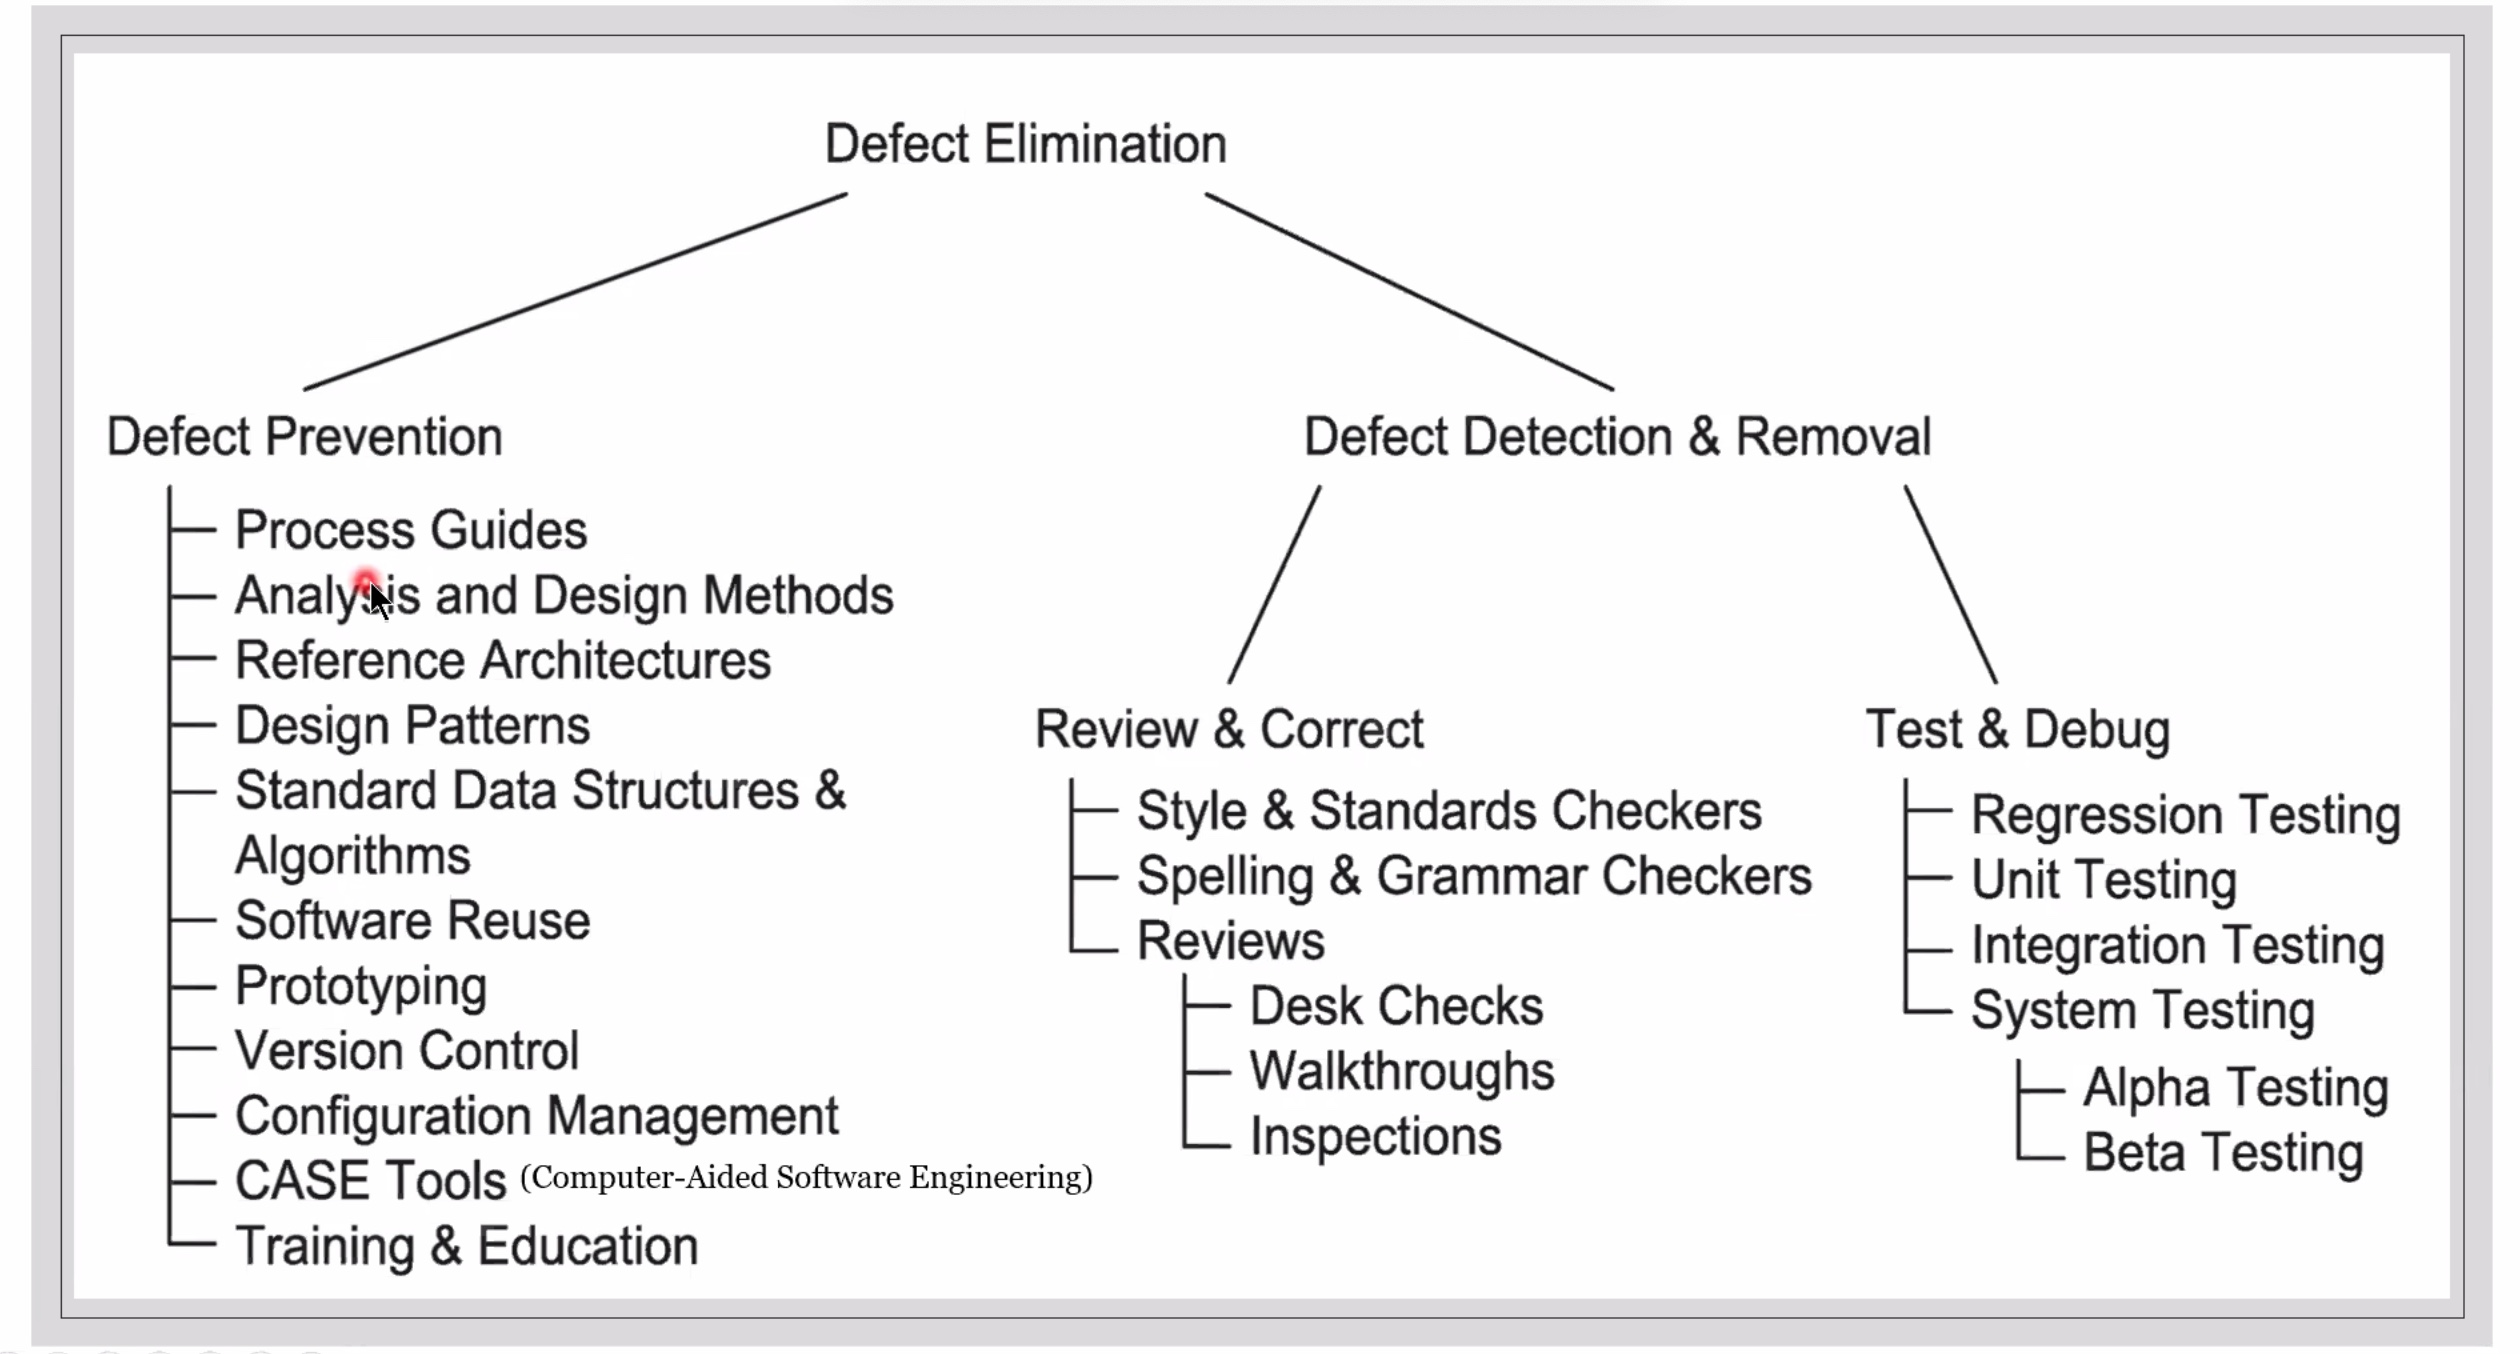 Defect Elimination
Defect Prevention
Process Guides
Analysis and Design Methods
Reference Architectures
Design Patterns
Standard Data Structures &
Algorithms
Software Reuse
Prototyping
Version Control
Configuration Management
CASE Tools (Computer-Aided Software Engineering)
Training & Education
Defect Detection & Removal
Review & Correct
Style & Standards Checkers
Spelling & Grammar Checkers
Reviews
Desk Checks
Walkthroughs
Inspections
Test & Debug
Regression Testing
Unit Testing
Integration Testing
System Testing
Alpha Testing
Beta Testing